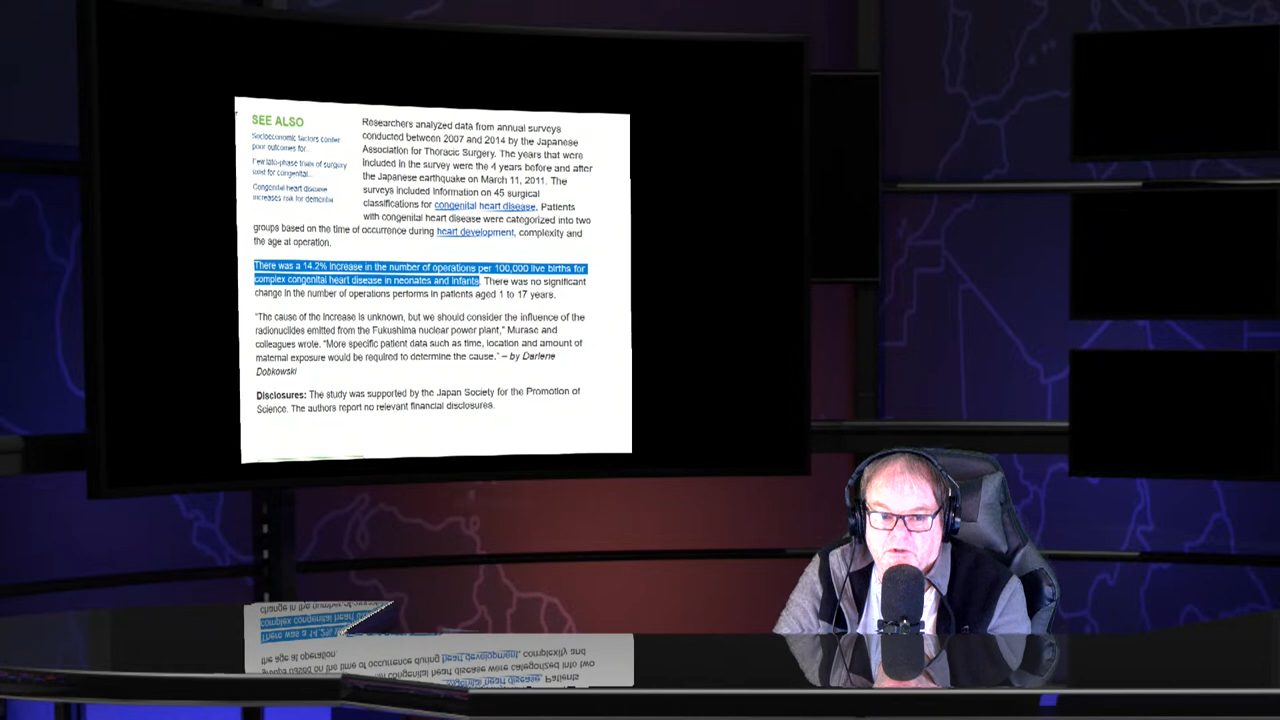 SEE ALSO
Socioeconomic factors confer
poor outcomes for...
Few late-phase trials of surgery
exist for congenital...
Congenital heart disease
increases risk for dementia
Researchers analyzed data from annual surveys
conducted between 2007 and 2014 by the Japanese
Association for Thoracic Surgery. The years that were
included in the survey were the 4 years before and after
the Japanese earthquake on March 11, 2011. The
surveys included information on 45 surgical
classifications for congenital heart disease. Patients
with congenital heart disease were categorized into two
groups based on the time of occurrence during heart development, complexity and
the age at operation.
There was a 14.2% increase in the number of operations per 100,000 live births for
complex congenital heart disease in neonates and infants. There was no significant
change in the number of operations performs in patients aged 1 to 17 years.
"The cause of the increase is unknown, but we should consider the influence of the
radionuclides emitted from the Fukushima nuclear power plant," Murase and
colleagues wrote. "More specific patient data such as time, location and amount of
maternal exposure would be required to determine the cause." – by Darlene
Dobkowski
Disclosures: The study was supported by the Japan Society for the Promotion of
Science. The authors report no relevant financial disclosures.